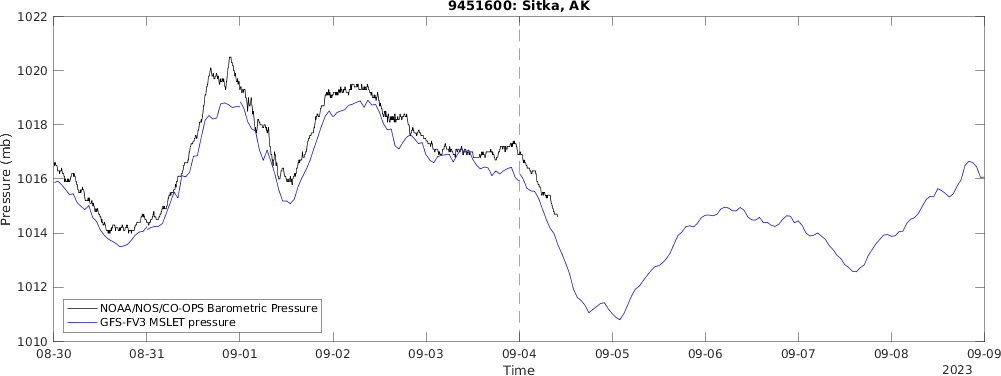 9451600: Sitka, AK
Pressure (mb)
1022
1020
1018
1016
1014
1012
1010
NOAA/NOS/CO-OPS Barometric Pressure
GFS-FV3 MSLET pressure
08-30 08-31 09-01 09-02 09-03 09-04 09-05 09-06 09-07 09-08 09-09
Time
2023